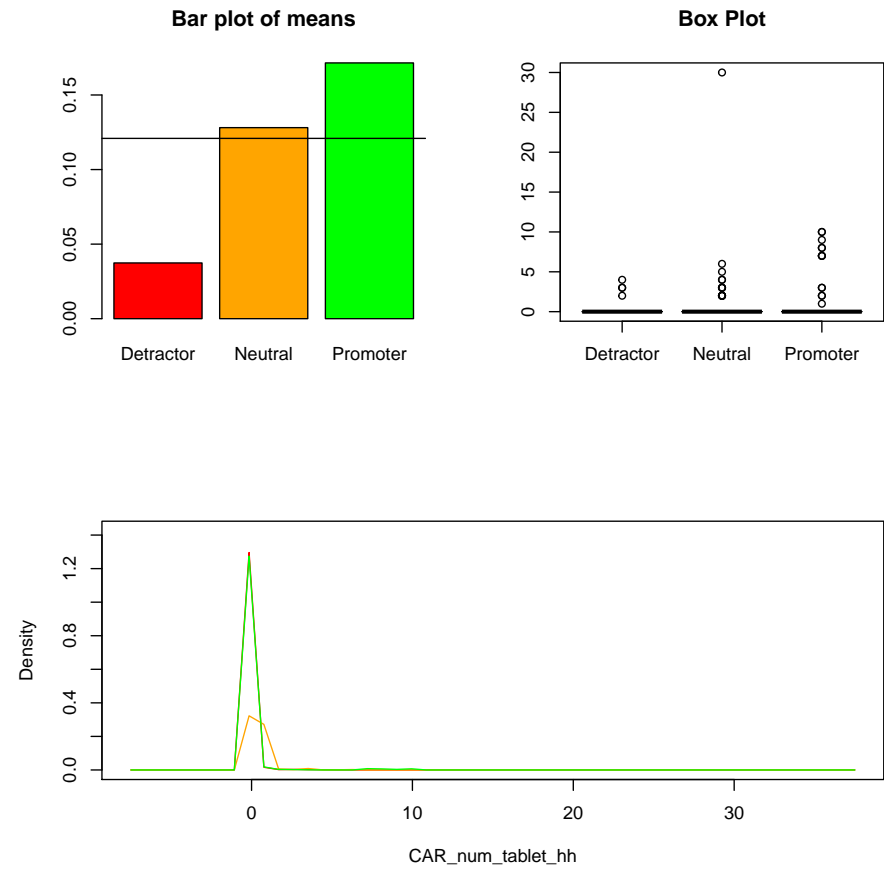 Bar plot of means
0.15
0.10
0.05
0.00
Detractor Neutral Promoter
Box Plot
30
25
20
15
10
5
0
Detractor Neutral Promoter
Density
1.2
0.8
0.4
0.0
0 10 20 30
CAR_num_tablet_hh